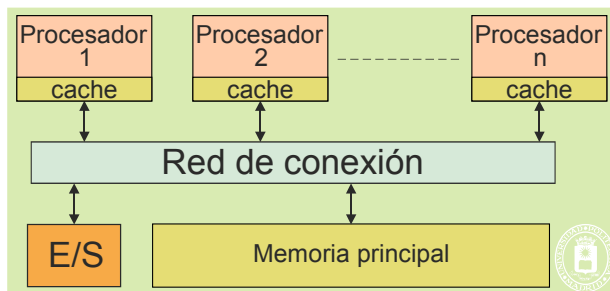 Procesador
1
cache
Procesador
2
cache
Procesador
n
cache
Red de conexión
E/S
Memoria principal